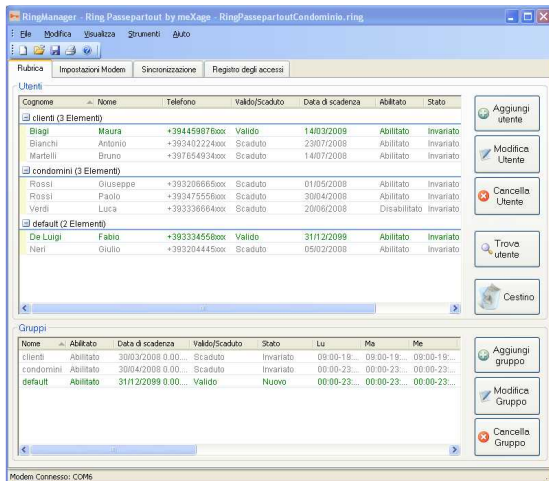 RingManager - Ring Passepartout by meXage - RingPassepartoutCondominio.ring
File Modifica Visualizza Strumenti Aiuto
Rubrica Impostazioni Modem Sincronizzazione Registro degli accessi
Utenti
Cognome Nome Telefono Valido/Scaduto Data di scadenza Abilitato Stato
clienti (3 Elementi)
Biagi Maura +394459876xxx Valido 14/03/2009 Abilitato Invariato
Bianchi Antonio +393402224xxx Scaduto 23/07/2008 Abilitato Invariato
Martelli Bruno +397654934xxx Scaduto 14/07/2008 Abilitato Invariato
condomini (3 Elementi)
Rossi Giuseppe +393206665xxx Scaduto 01/05/2008 Abilitato Invariato
Rossi Paolo +393475556xxx Scaduto 30/04/2008 Abilitato Invariato
Verdi Luca +393336664xxx Scaduto 20/06/2008 Disabilitato Invariato
default (2 Elementi)
De Luigi Fabio +393334558xxx Valido 31/12/2099 Abilitato Invariato
Neri Giulio +393204445xxx Scaduto 05/02/2008 Abilitato Invariato
Aggiungi
utente
Modifica
Utente
Cancella
Utente
Trova
utente
Cestino
Gruppi
Nome Abilitato Data di scadenza Valido/Scaduto Stato Lu Ma Me
clienti Abilitato 30/03/2008 0.00.... Scaduto Invariato 09:00-19:... 09:00-19:... 09:00-19:...
condomini Abilitato 30/04/2008 0.00.... Scaduto Invariato 00:00-23:... 00:00-23:... 00:00-23:...
default Abilitato 31/12/2099 0.00.... Valido Nuovo 00:00-23:... 00:00-23:... 00:00-23:...
Aggiungi
gruppo
Modifica
Gruppo
Cancella
Gruppo
Modem Connesso: COM6